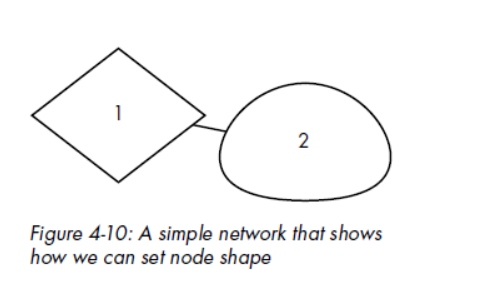 1
2
Figure 4-10: A simple network that shows
how we can set node shape